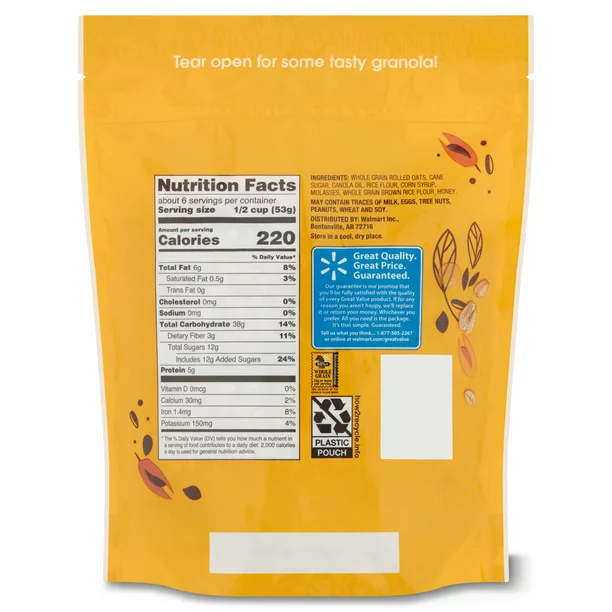 Tear open for some tasty granola!
Nutrition Facts
about 6 servings per container
Serving size 1/2 cup (53g)
Amount per serving
Calories 220
% Daily Value*
Total Fat 6g 8%
Saturated Fat 0.5g 3%
Trans Fat 0g
Cholesterol 0mg 0%
Sodium 0mg 0%
Total Carbohydrate 38g 14%
Dietary Fiber 3g 11%
Total Sugars 12g
Includes 12g Added Sugars 24%
Protein 5g
Vitamin D 0mcg 0%
Calcium 30mg 2%
Iron 1.4mg 8%
Potassium 150mg 4%
*The % Daily Value (DV) tells you how much a nutrient in
a serving of food contributes to a daily diet. 2,000 calories
a day is used for general nutrition advice.
INGREDIENTS: WHOLE GRAIN ROLLED OATS, CANE
SUGAR, CANOLA OIL, RICE FLOUR, CORN SYRUP,
MOLASSES, WHOLE GRAIN BROWN RICE FLOUR, HONEY.
MAY CONTAIN TRACES OF MILK, EGGS, TREE NUTS,
PEANUTS, WHEAT AND SOY.
DISTRIBUTED BY: Walmart Inc.,
Bentonville, AR 72716
Store in a cool, dry place.
Great Quality.
Great Price.
Guaranteed.
Our guarantee is our promise that
you'll be fully satisfied with the quality
of every Great Value product. If for any
reason you aren't happy, we'll replace
it or return your money. Whichever you
prefer. All you need is the package.
It's that simple. Guaranteed.
Tell us what you think... 1-877-505-2267
or online at walmart.com/greatvalue
WHOLE
GRAIN
how2recycle.info
PLASTIC
POUCH